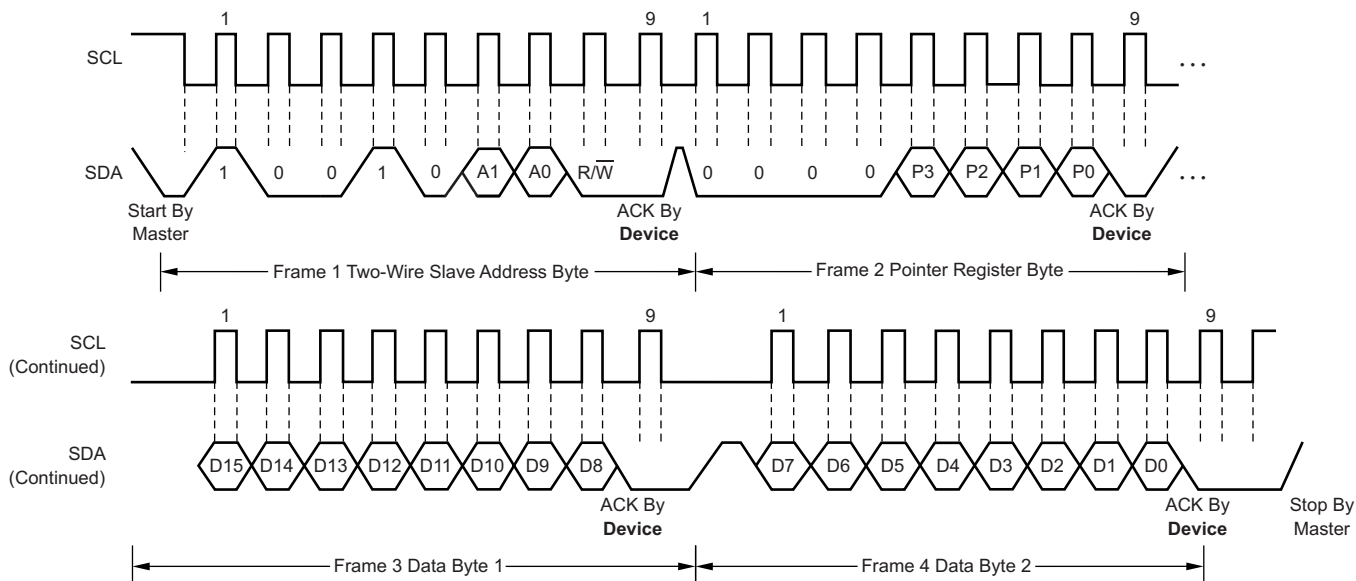 1 9 1 9
SCL ...
SDA 1 0 0 1 0 A1 A0 R/W̅ 0 0 0 0 P3 P2 P1 P0 ...
Start By
Master
ACK By
Device
ACK By
Device
Frame 1 Two-Wire Slave Address Byte
Frame 2 Pointer Register Byte
1 9 1 9
SCL
(Continued)
SDA
(Continued)
D15 D14 D13 D12 D11 D10 D9 D8 D7 D6 D5 D4 D3 D2 D1 D0
ACK By
Device
ACK By
Device
Stop By
Master
Frame 3 Data Byte 1
Frame 4 Data Byte 2